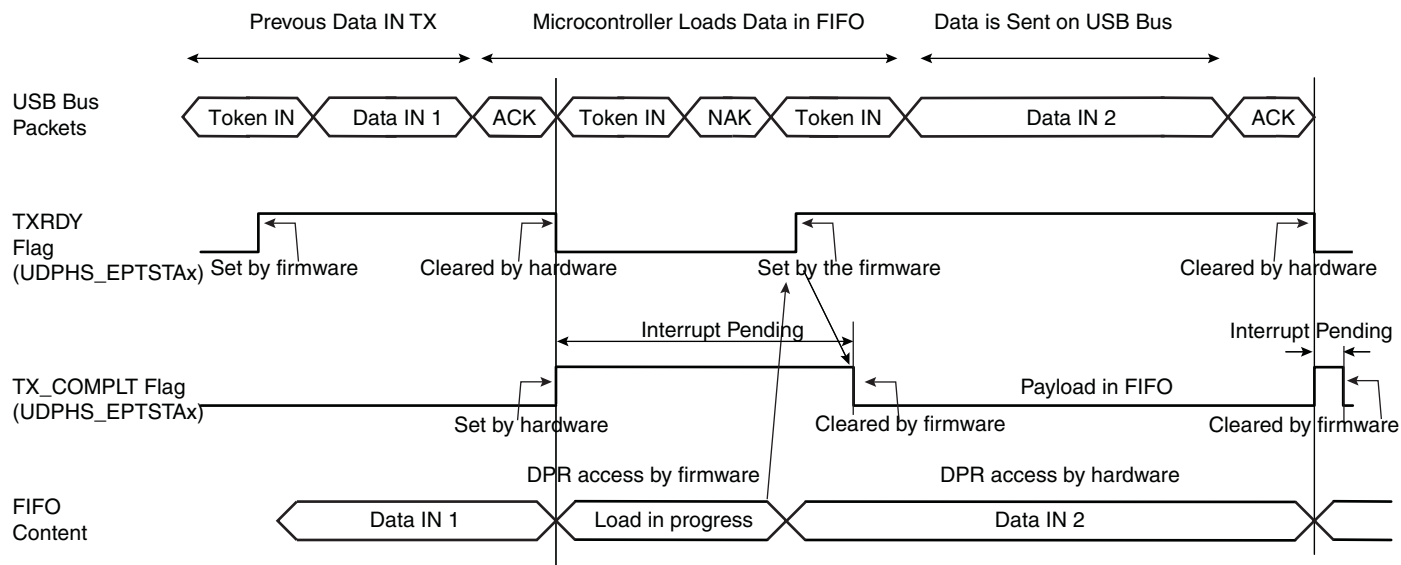 Prevous Data IN TX
Microcontroller Loads Data in FIFO
Data is Sent on USB Bus
USB Bus
Packets
Token IN
Data IN 1
ACK
Token IN
NAK
Token IN
Data IN 2
ACK
TXRDY
Flag
(UDPHS_EPTSTAx)
Set by firmware
Cleared by hardware
Set by the firmware
Cleared by hardware
Interrupt Pending
Interrupt Pending
TX_COMPLT Flag
(UDPHS_EPTSTAx)
Payload in FIFO
Set by hardware
Cleared by firmware
Cleared by firmware
DPR access by firmware
DPR access by hardware
FIFO
Content
Data IN 1
Load in progress
Data IN 2